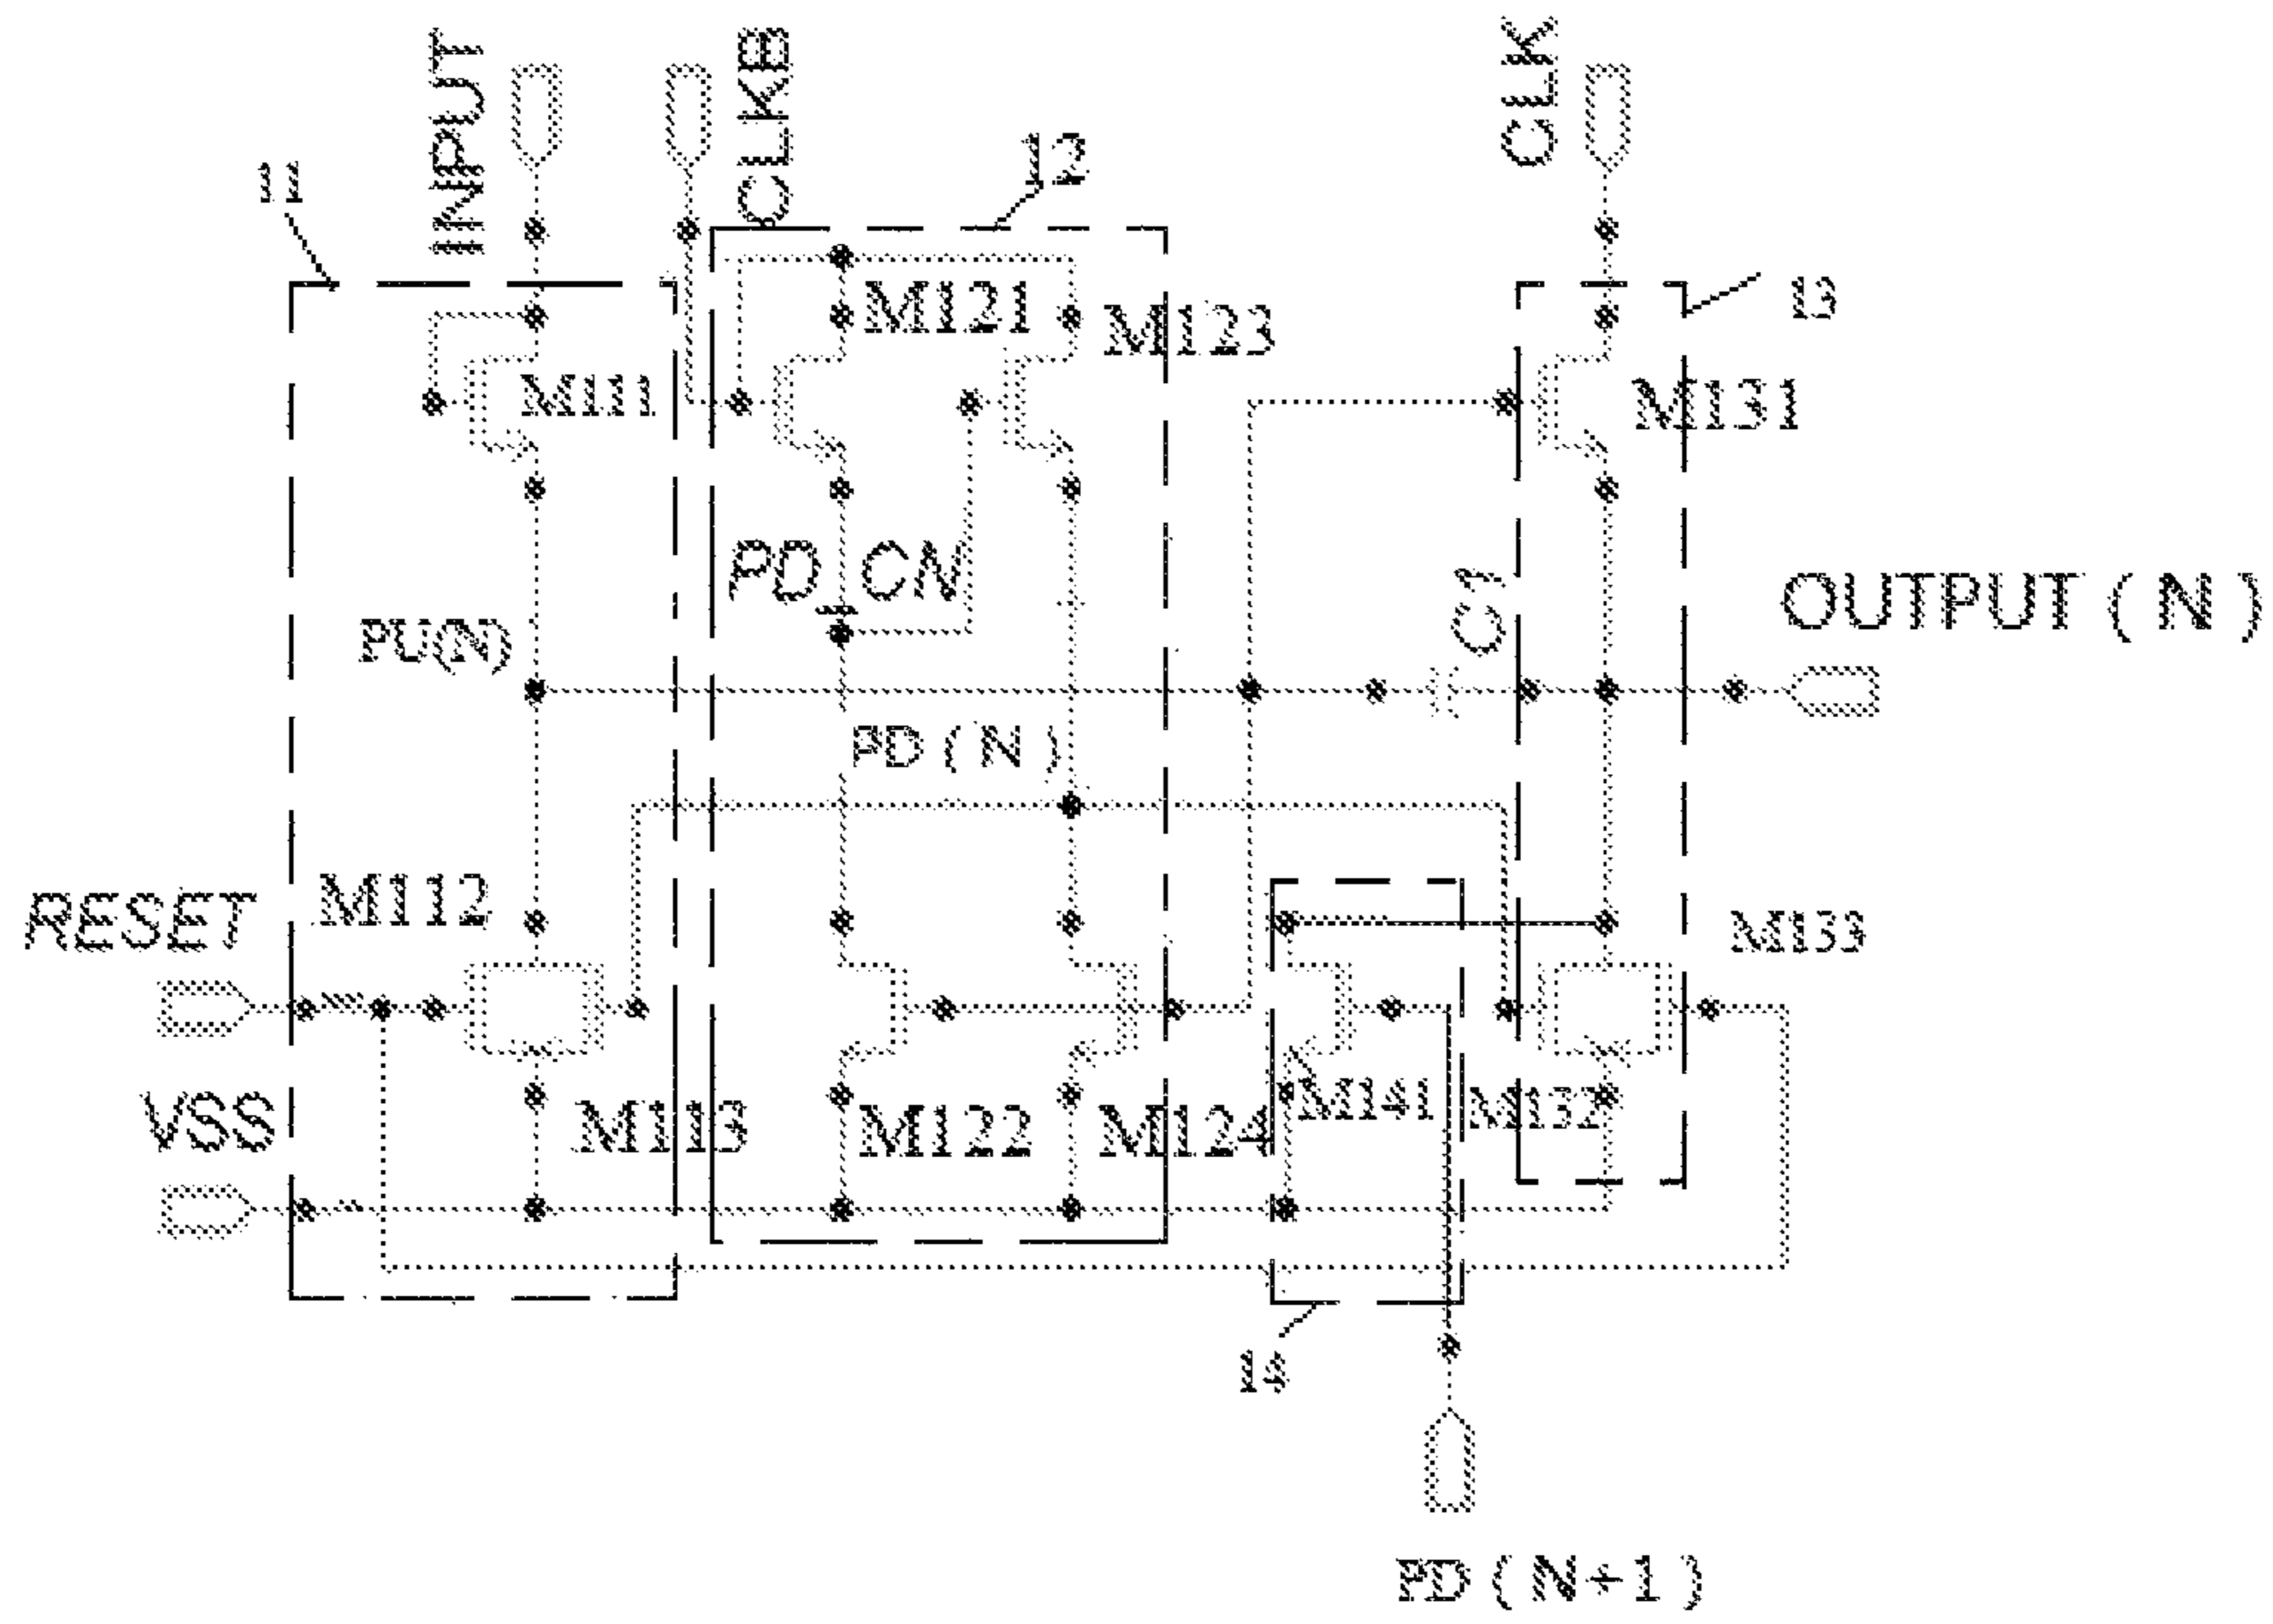 INPUT
CLKB
CLK
11
12
13
M121
M123
M111
M131
PD_CN
C1
OUTPUT ( N )
PU(N)
PD ( N )
RESET
M112
M133
VSS
M113
M122
M124
M141
M132
14
PD ( N+1 )